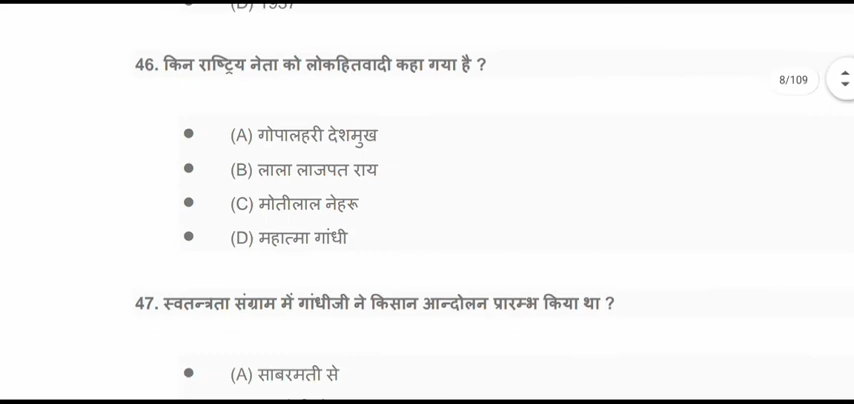 46. किन राष्ट्रिय नेता को लोकहितवादी कहा गया है ?
8/109
(A) गोपालहरी देशमुख
(B) लाला लाजपत राय
(C) मोतीलाल नेहरू
(D) महात्मा गांधी
47. स्वतन्त्रता संग्राम में गांधीजी ने किसान आन्दोलन प्रारम्भ किया था ?
(A) साबरमती से